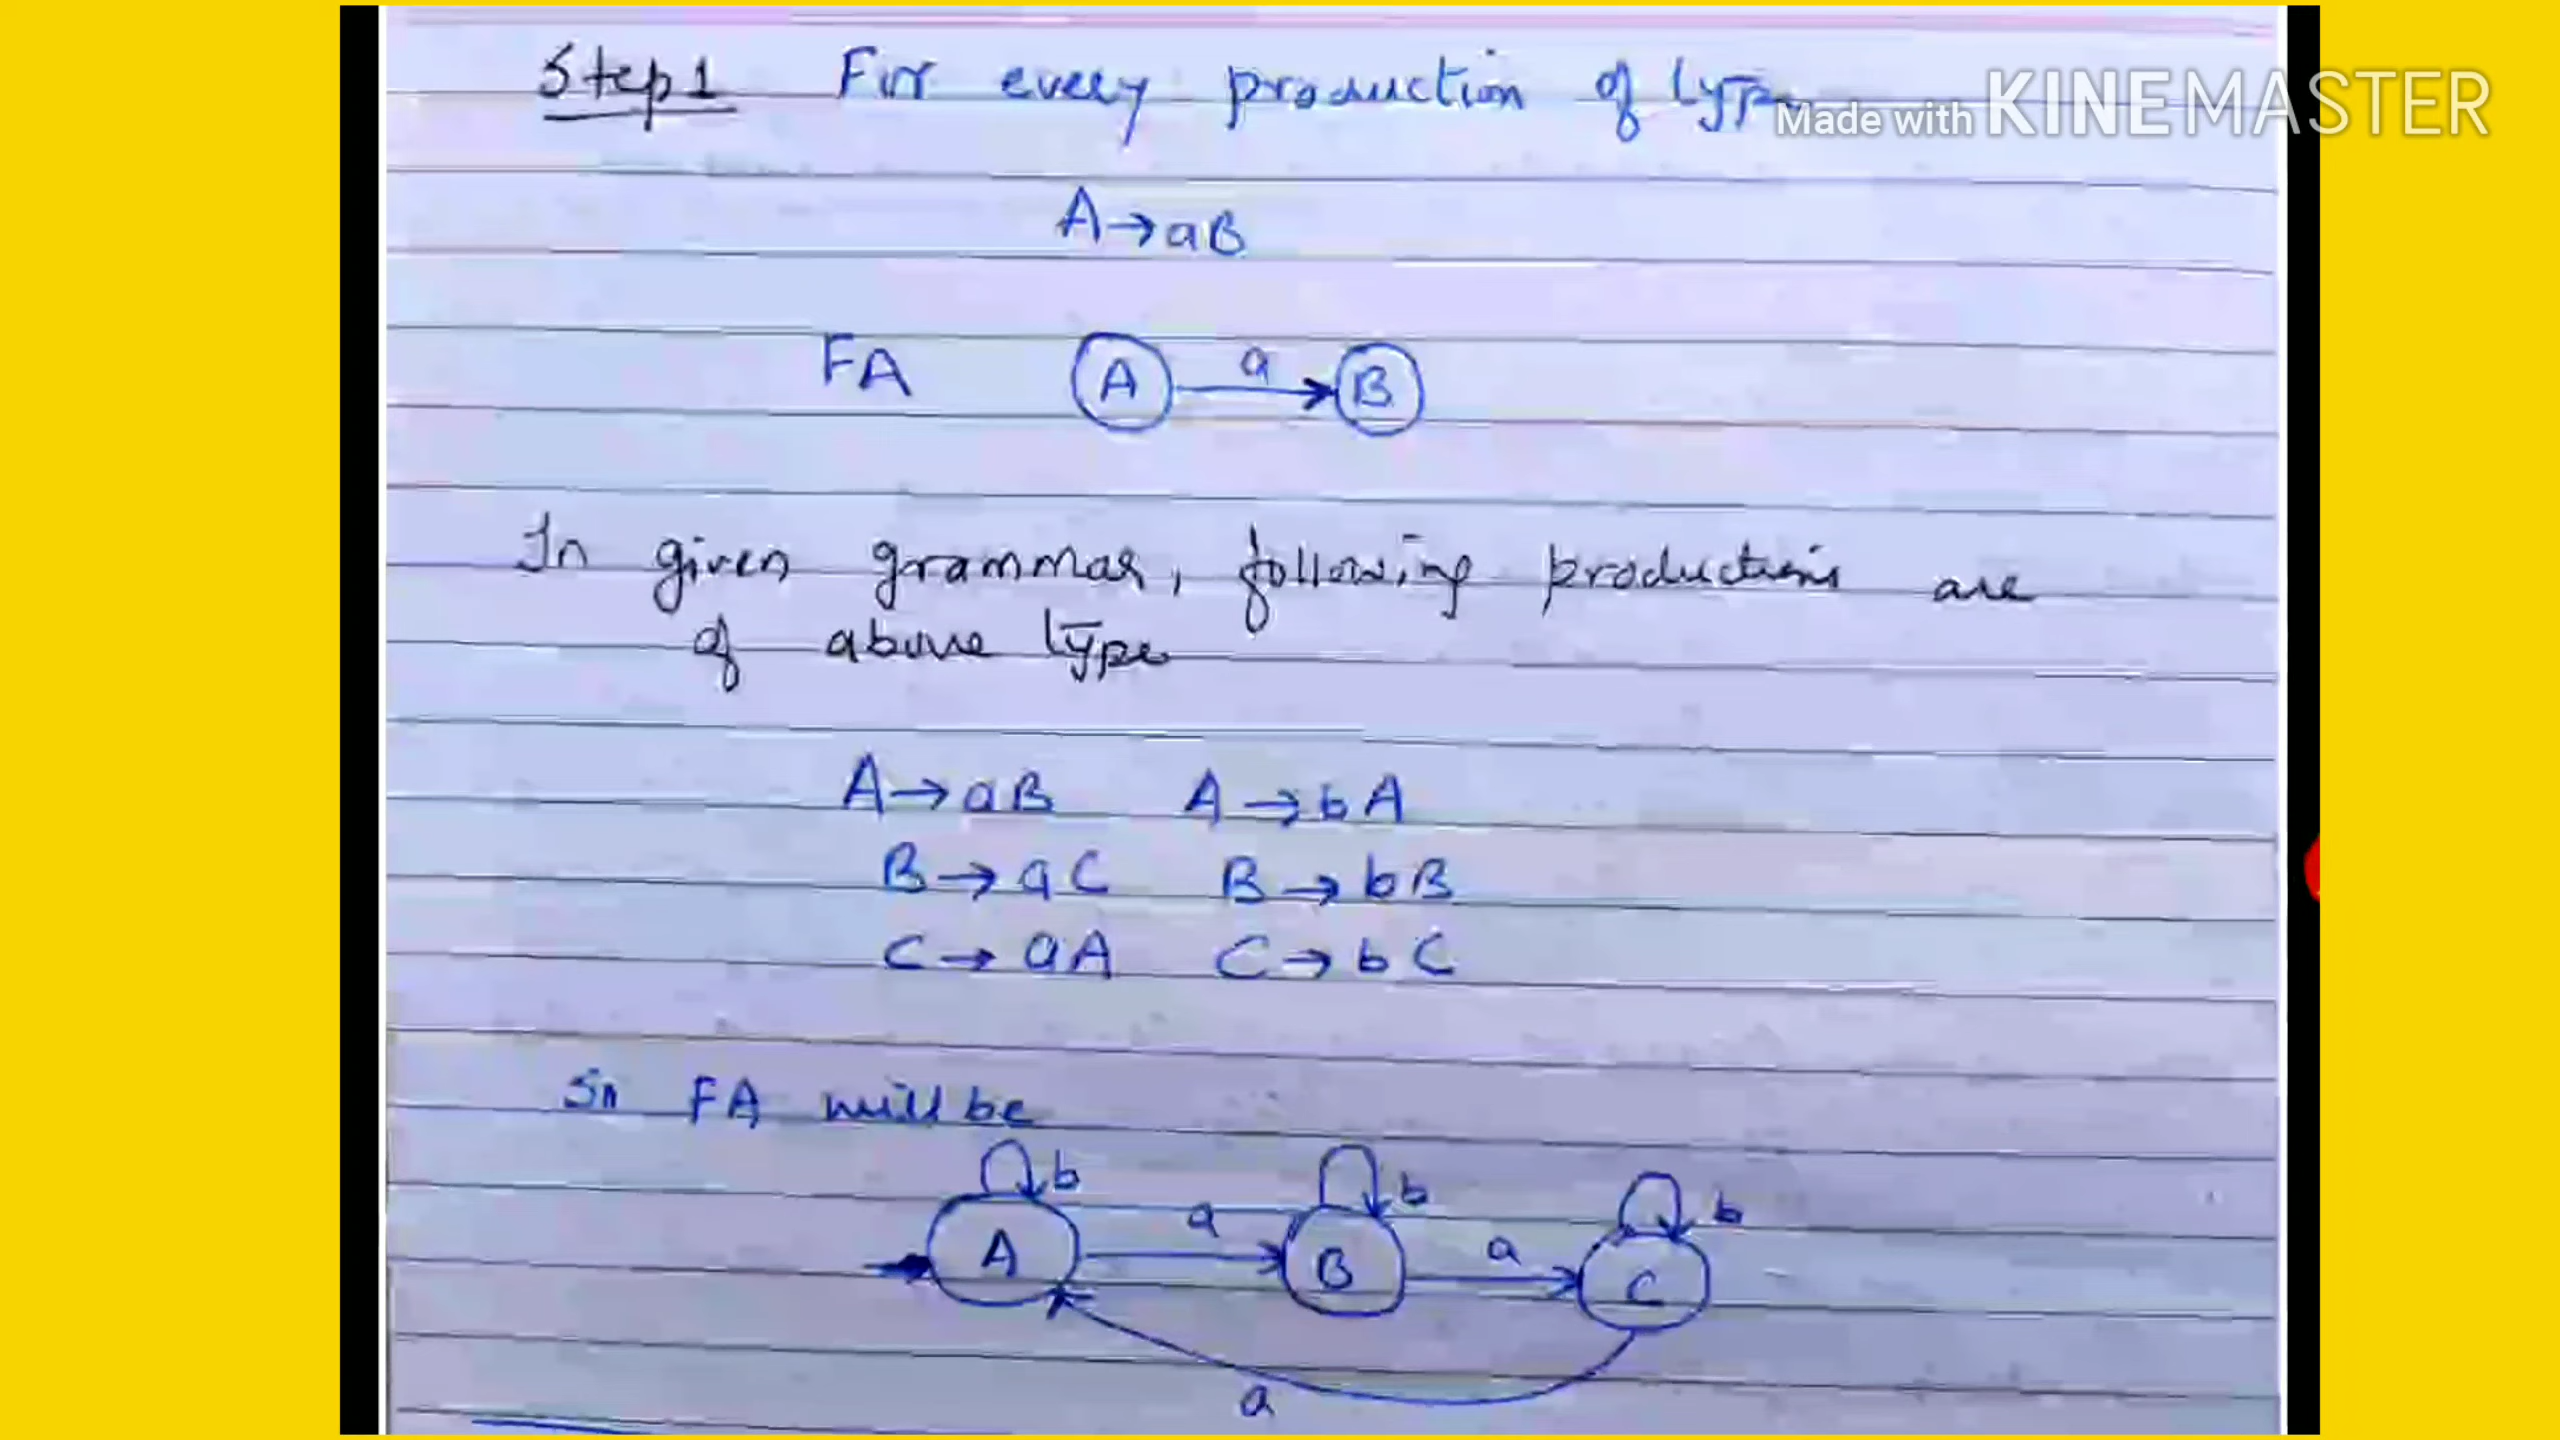 Step 1 For every production of type
Made with KINEMASTER
A→aB
FA A a B
In given grammar, following productions are
of above type
A→aB A→bA
B→aC B→bB
C→aA C→bC
So FA will be
b b b
A a B a C
a